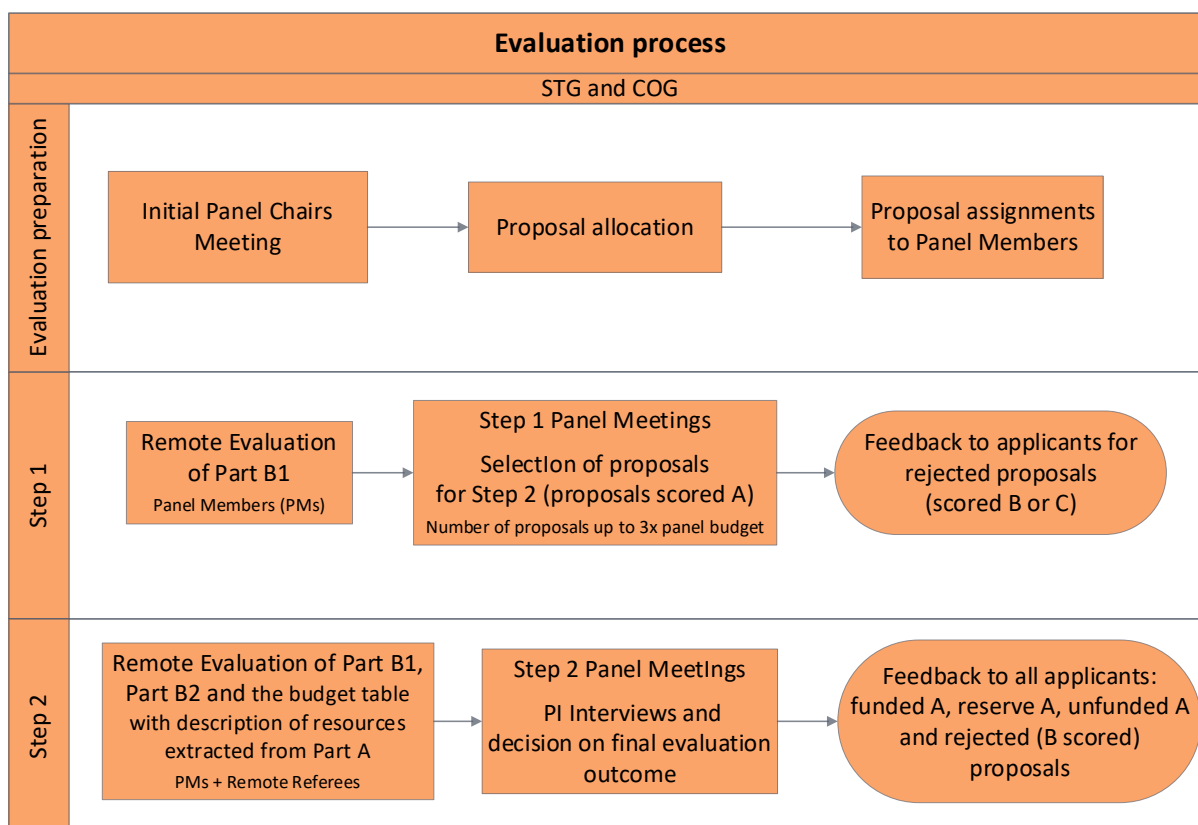 Evaluation process
STG and COG
Evaluation preparation
Initial Panel Chairs
Meeting
Proposal allocation
Proposal assignments
to Panel Members
Step 1
Remote Evaluation
of Part B1
Panel Members (PMs)
Step 1 Panel Meetings
SelectIon of proposals
for Step 2 (proposals scored A)
Number of proposals up to 3x panel budget
Feedback to applicants for
rejected proposals
(scored B or C)
Step 2
Remote Evaluation of Part B1,
Part B2 and the budget table
with description of resources
extracted from Part A
PMs + Remote Referees
Step 2 Panel MeetIngs
PI Interviews and
decision on final evaluation
outcome
Feedback to all applicants:
funded A, reserve A, unfunded A
and rejected (B scored)
proposals